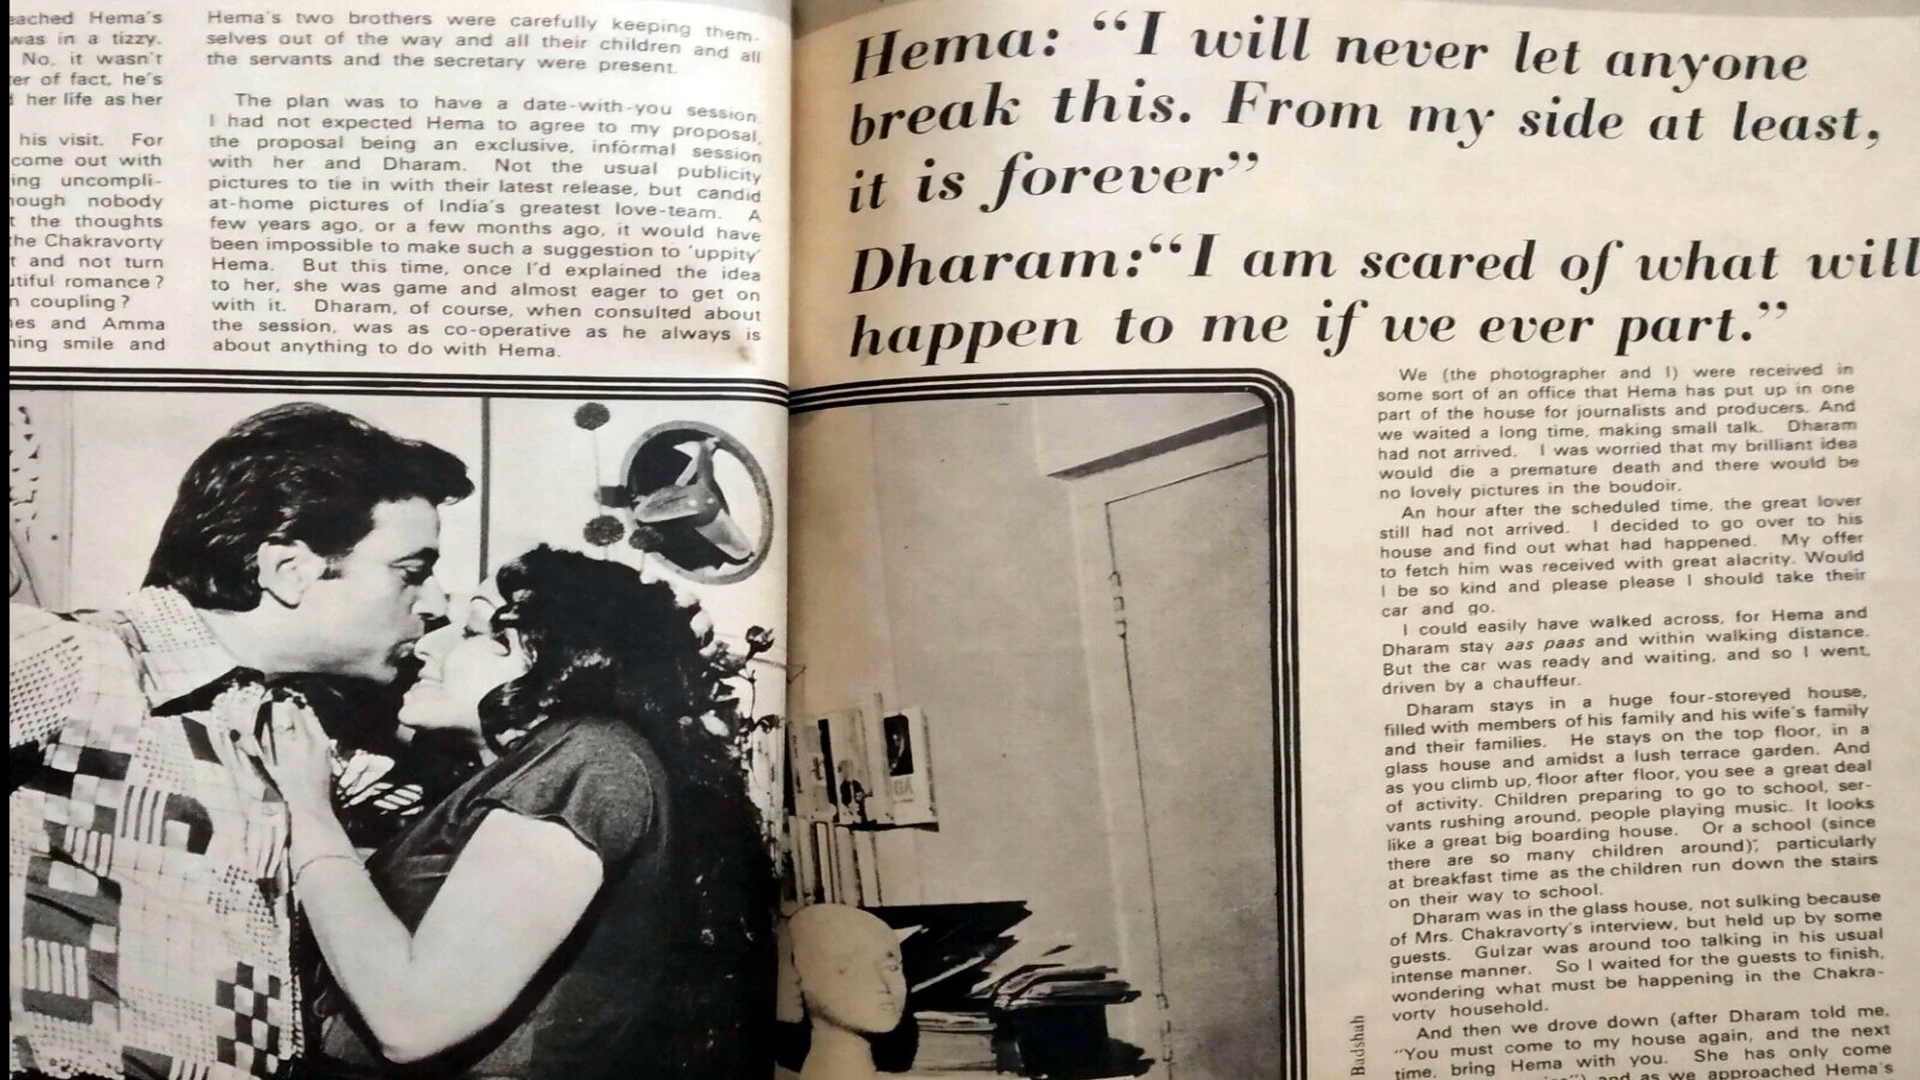 eached Hema's
was in a tizzy.
No, it wasn't
er of fact, he's
her life as her
his visit. For
come out with
ing uncompli-
ough nobody
t the thoughts
the Chakravorty
t and not turn
utiful romance?
n coupling?
es and Amma
ning smile and
Hema's two brothers were carefully keeping them-
selves out of the way and all their children and all
the servants and the secretary were present.
The plan was to have a date-with-you session.
I had not expected Hema to agree to my proposal,
the proposal being an exclusive, informal session
with her and Dharam. Not the usual publicity
pictures to tie in with their latest release, but candid
at-home pictures of India's greatest love-team. A
few years ago, or a few months ago, it would have
been impossible to make such a suggestion to 'uppity'
Hema. But this time, once I'd explained the idea
to her, she was game and almost eager to get on
with it. Dharam, of course, when consulted about
the session, was as co-operative as he always is
about anything to do with Hema.
Hema: “I will never let anyone
break this. From my side at least,
it is forever”
Dharam:“I am scared of what will
happen to me if we ever part.”
We (the photographer and I) were received in
some sort of an office that Hema has put up in one
part of the house for journalists and producers. And
we waited a long time, making small talk. Dharam
had not arrived. I was worried that my brilliant idea
would die a premature death and there would be
no lovely pictures in the boudoir.
An hour after the scheduled time, the great lover
still had not arrived. I decided to go over to his
house and find out what had happened. My offer
to fetch him was received with great alacrity. Would
I be so kind and please please I should take their
car and go.
I could easily have walked across, for Hema and
Dharam stay aas paas and within walking distance.
But the car was ready and waiting, and so I went,
driven by a chauffeur.
Dharam stays in a huge four-storeyed house,
filled with members of his family and his wife's family
and their families. He stays on the top floor, in a
glass house and amidst a lush terrace garden. And
as you climb up, floor after floor, you see a great deal
of activity. Children preparing to go to school, ser-
vants rushing around, people playing music. It looks
like a great big boarding house. Or a school (since
there are so many children around); particularly
at breakfast time as the children run down the stairs
on their way to school.
Dharam was in the glass house, not sulking because
of Mrs. Chakravorty's interview, but held up by some
guests. Gulzar was around too talking in his usual
intense manner. So I waited for the guests to finish,
wondering what must be happening in the Chakra-
vorty household.
And then we drove down (after Dharam told me,
"You must come to my house again, and the next
time, bring Hema with you. She has only come
and as we approached Hema's
Badshah